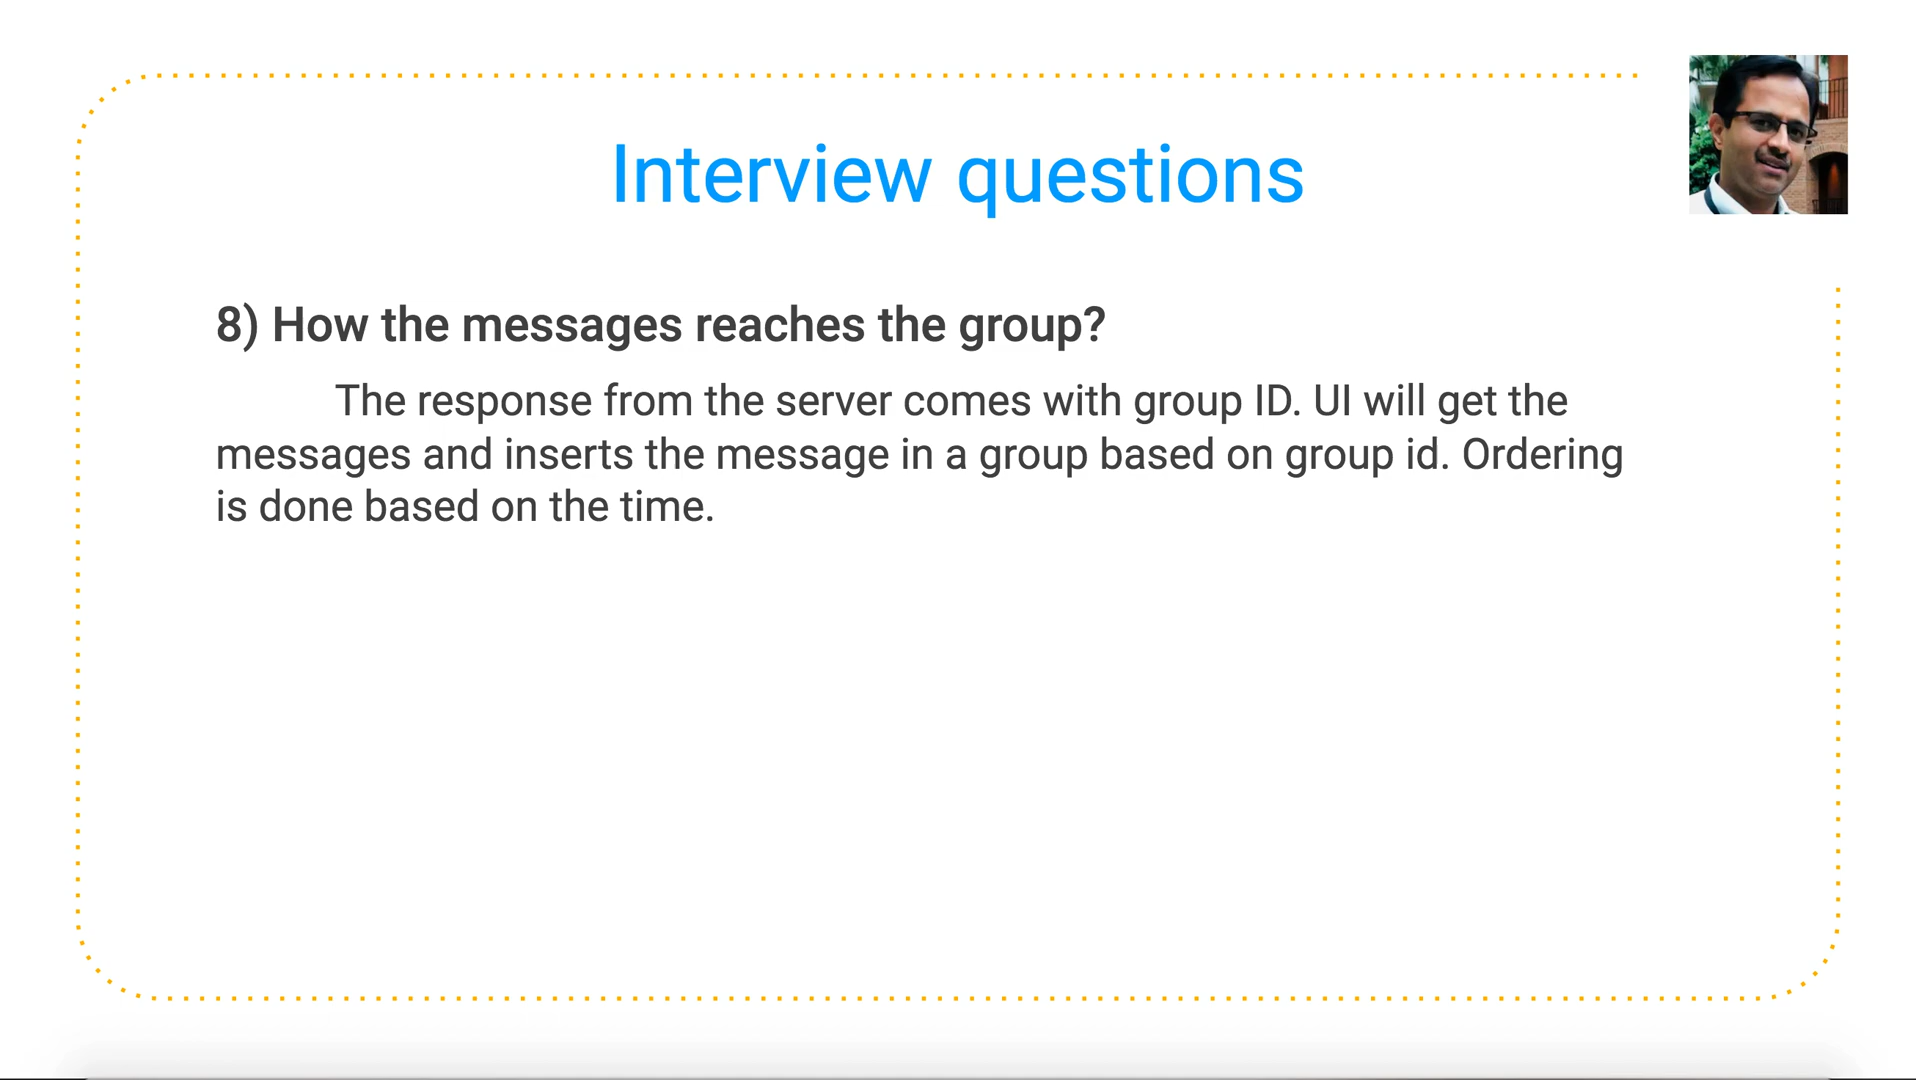 Interview questions
8) How the messages reaches the group?
The response from the server comes with group ID. UI will get the
messages and inserts the message in a group based on group id. Ordering
is done based on the time.